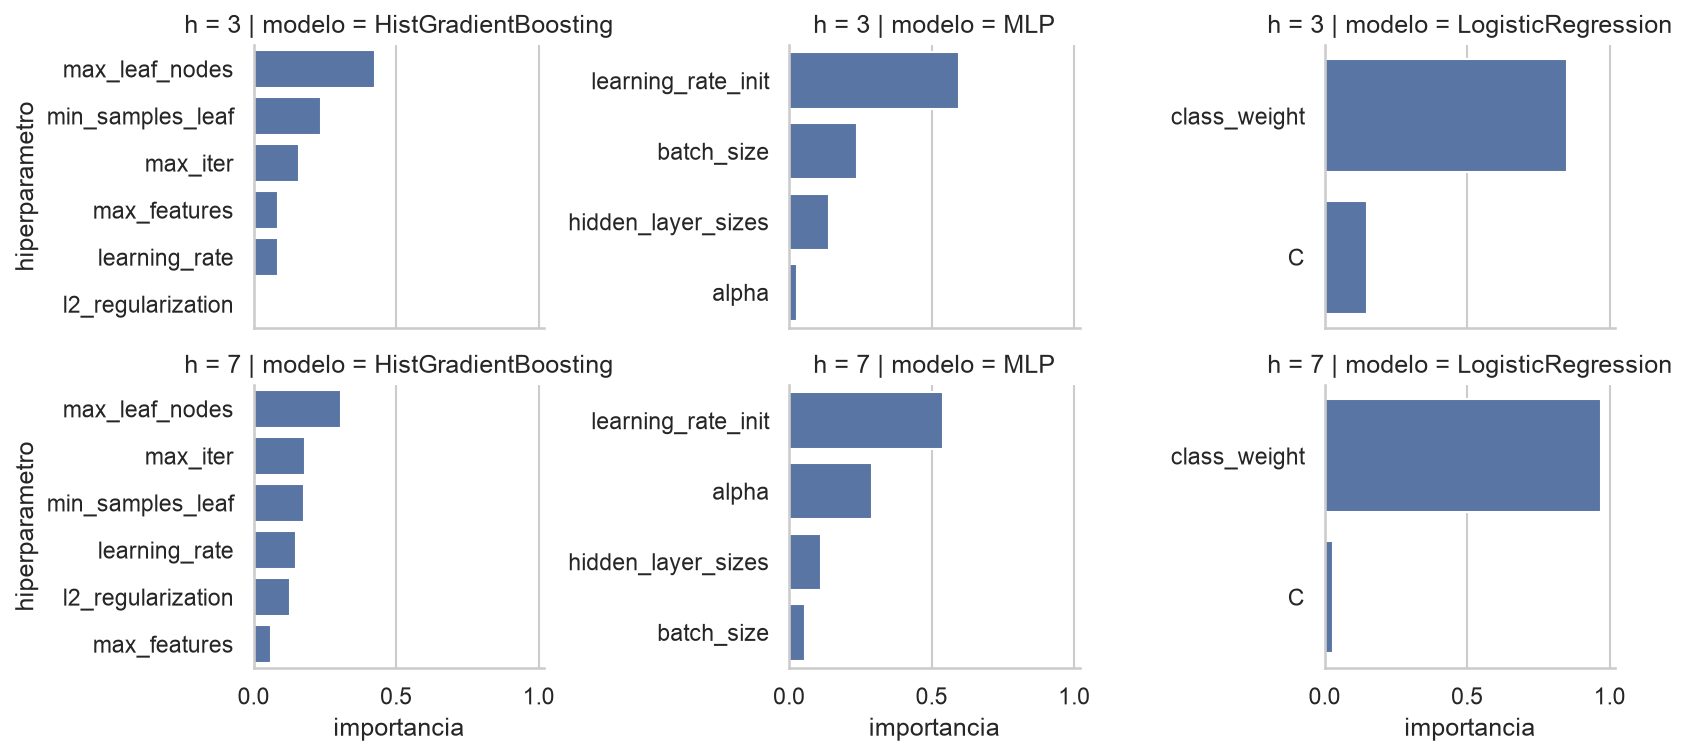 h = 3 | modelo = HistGradientBoosting
hiperparametro
max_leaf_nodes
min_samples_leaf
max_iter
max_features
learning_rate
l2_regularization
h = 3 | modelo = MLP
learning_rate_init
batch_size
hidden_layer_sizes
alpha
h = 3 | modelo = LogisticRegression
class_weight
C
h = 7 | modelo = HistGradientBoosting
hiperparametro
max_leaf_nodes
max_iter
min_samples_leaf
learning_rate
l2_regularization
max_features
0.0 0.5 1.0
importancia
h = 7 | modelo = MLP
learning_rate_init
alpha
hidden_layer_sizes
batch_size
0.0 0.5 1.0
importancia
h = 7 | modelo = LogisticRegression
class_weight
C
0.0 0.5 1.0
importancia